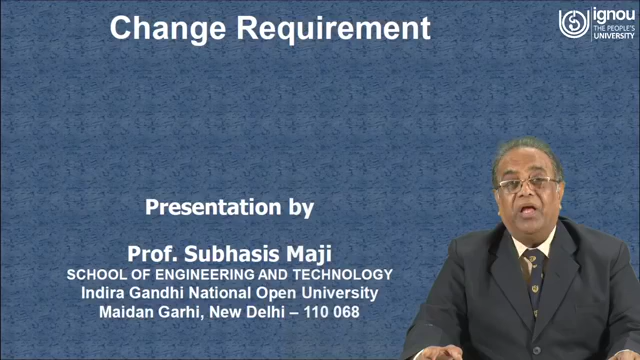 Change Requirement
ignou
THE PEOPLE'S
UNIVERSITY
Presentation by
Prof. Subhasis Maji
SCHOOL OF ENGINEERING AND TECHNOLOGY
Indira Gandhi National Open University
Maidan Garhi, New Delhi – 110 068